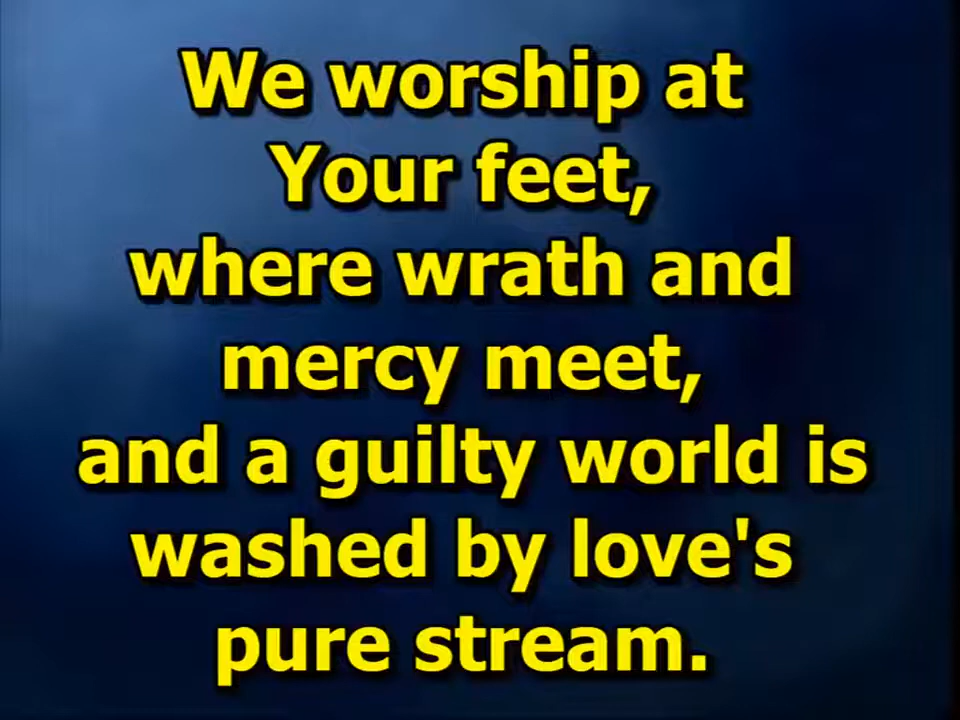 We worship at
Your feet,
where wrath and
mercy meet,
and a guilty world is
washed by love's
pure stream.